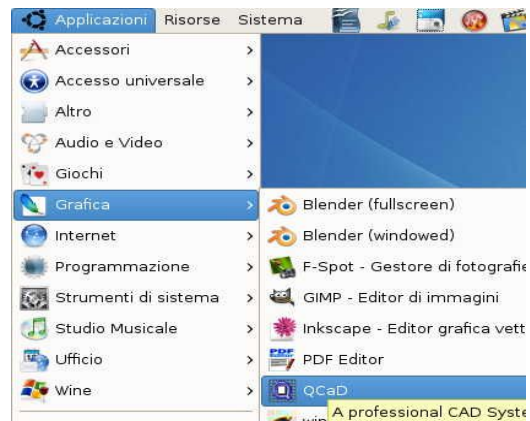 Applicazioni Risorse Sistema
Accessori
Accesso universale
Altro
Audio e Video
Giochi
Grafica
Internet
Programmazione
Strumenti di sistema
Studio Musicale
Ufficio
Wine
Blender (fullscreen)
Blender (windowed)
F-Spot - Gestore di fotografie
GIMP - Editor di immagini
Inkscape - Editor grafica vett
PDF Editor
QCaD
A professional CAD Syste